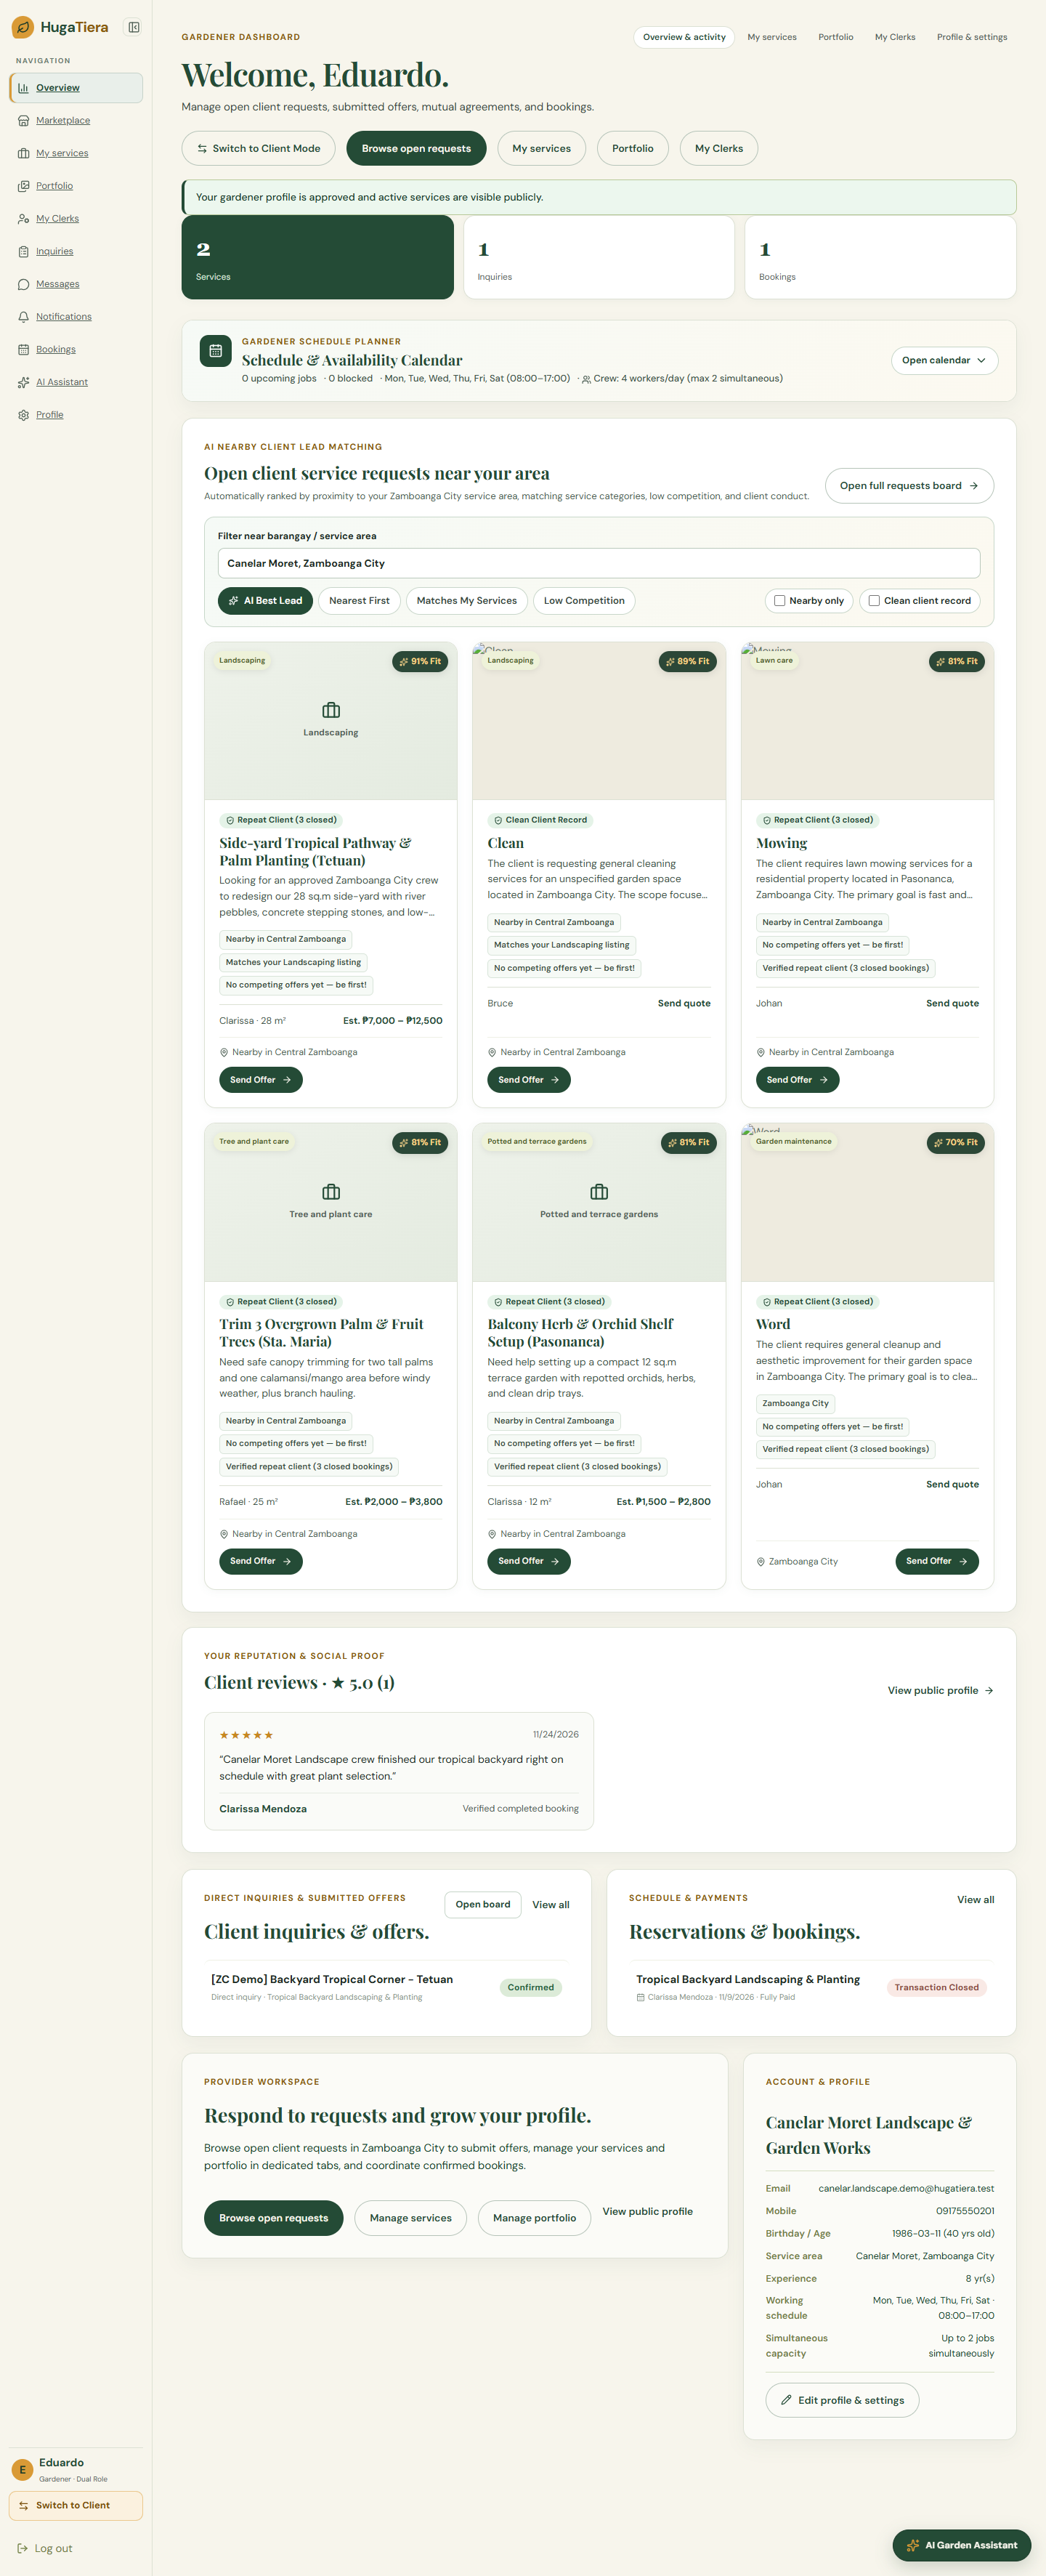 HugaTiera
NAVIGATION
Overview
Marketplace
My services
Portfolio
My Clerks
Inquiries
Messages
Notifications
Bookings
AI Assistant
Profile
E
Eduardo
Gardener · Dual Role
Switch to Client
Log out
GARDENER DASHBOARD
Overview & activity
My services
Portfolio
My Clerks
Profile & settings
Welcome, Eduardo.
Manage open client requests, submitted offers, mutual agreements, and bookings.
Switch to Client Mode
Browse open requests
My services
Portfolio
My Clerks
Your gardener profile is approved and active services are visible publicly.
2
Services
1
Inquiries
1
Bookings
GARDENER SCHEDULE PLANNER
Schedule & Availability Calendar
0 upcoming jobs · 0 blocked · Mon, Tue, Wed, Thu, Fri, Sat (08:00–17:00) · Crew: 4 workers/day (max 2 simultaneous)
Open calendar
AI NEARBY CLIENT LEAD MATCHING
Open client service requests near your area
Automatically ranked by proximity to your Zamboanga City service area, matching service categories, low competition, and client conduct.
Open full requests board
Filter near barangay / service area
Canelar Moret, Zamboanga City
AI Best Lead
Nearest First
Matches My Services
Low Competition
Nearby only
Clean client record
Landscaping
91% Fit
Landscaping
Repeat Client (3 closed)
Side-yard Tropical Pathway &
Palm Planting (Tetuan)
Looking for an approved Zamboanga City crew
to redesign our 28 sq.m side-yard with river
pebbles, concrete stepping stones, and low-...
Nearby in Central Zamboanga
Matches your Landscaping listing
No competing offers yet — be first!
Clarissa · 28 m²
Est. ₱7,000 – ₱12,500
Nearby in Central Zamboanga
Send Offer
Clean
Landscaping
89% Fit
Clean Client Record
Clean
The client is requesting general cleaning
services for an unspecified garden space
located in Zamboanga City. The scope focuse...
Nearby in Central Zamboanga
Matches your Landscaping listing
No competing offers yet — be first!
Bruce
Send quote
Nearby in Central Zamboanga
Send Offer
Mowing
Lawn care
81% Fit
Repeat Client (3 closed)
Mowing
The client requires lawn mowing services for a
residential property located in Pasonanca,
Zamboanga City. The primary goal is fast and...
Nearby in Central Zamboanga
No competing offers yet — be first!
Verified repeat client (3 closed bookings)
Johan
Send quote
Nearby in Central Zamboanga
Send Offer
Tree and plant care
81% Fit
Tree and plant care
Repeat Client (3 closed)
Trim 3 Overgrown Palm & Fruit
Trees (Sta. Maria)
Need safe canopy trimming for two tall palms
and one calamansi/mango area before windy
weather, plus branch hauling.
Nearby in Central Zamboanga
No competing offers yet — be first!
Verified repeat client (3 closed bookings)
Rafael · 25 m²
Est. ₱2,000 – ₱3,800
Nearby in Central Zamboanga
Send Offer
Potted and terrace gardens
81% Fit
Potted and terrace gardens
Repeat Client (3 closed)
Balcony Herb & Orchid Shelf
Setup (Pasonanca)
Need help setting up a compact 12 sq.m
terrace garden with repotted orchids, herbs,
and clean drip trays.
Nearby in Central Zamboanga
No competing offers yet — be first!
Verified repeat client (3 closed bookings)
Clarissa · 12 m²
Est. ₱1,500 – ₱2,800
Nearby in Central Zamboanga
Send Offer
Word
Garden maintenance
70% Fit
Repeat Client (3 closed)
Word
The client requires general cleanup and
aesthetic improvement for their garden space
in Zamboanga City. The primary goal is to clea...
Zamboanga City
No competing offers yet — be first!
Verified repeat client (3 closed bookings)
Johan
Send quote
Zamboanga City
Send Offer
YOUR REPUTATION & SOCIAL PROOF
Client reviews · ★ 5.0 (1)
View public profile
★★★★★
11/24/2026
“Canelar Moret Landscape crew finished our tropical backyard right on
schedule with great plant selection.”
Clarissa Mendoza
Verified completed booking
DIRECT INQUIRIES & SUBMITTED OFFERS
Client inquiries & offers.
Open board
View all
[ZC Demo] Backyard Tropical Corner - Tetuan
Direct inquiry · Tropical Backyard Landscaping & Planting
Confirmed
SCHEDULE & PAYMENTS
Reservations & bookings.
View all
Tropical Backyard Landscaping & Planting
Clarissa Mendoza · 11/9/2026 · Fully Paid
Transaction Closed
PROVIDER WORKSPACE
Respond to requests and grow your profile.
Browse open client requests in Zamboanga City to submit offers, manage your services and
portfolio in dedicated tabs, and coordinate confirmed bookings.
Browse open requests
Manage services
Manage portfolio
View public profile
ACCOUNT & PROFILE
Canelar Moret Landscape &
Garden Works
Email
canelar.landscape.demo@hugatiera.test
Mobile
09175550201
Birthday / Age
1986-03-11 (40 yrs old)
Service area
Canelar Moret, Zamboanga City
Experience
8 yr(s)
Working
schedule
Mon, Tue, Wed, Thu, Fri, Sat ·
08:00–17:00
Simultaneous
capacity
Up to 2 jobs
simultaneously
Edit profile & settings
AI Garden Assistant